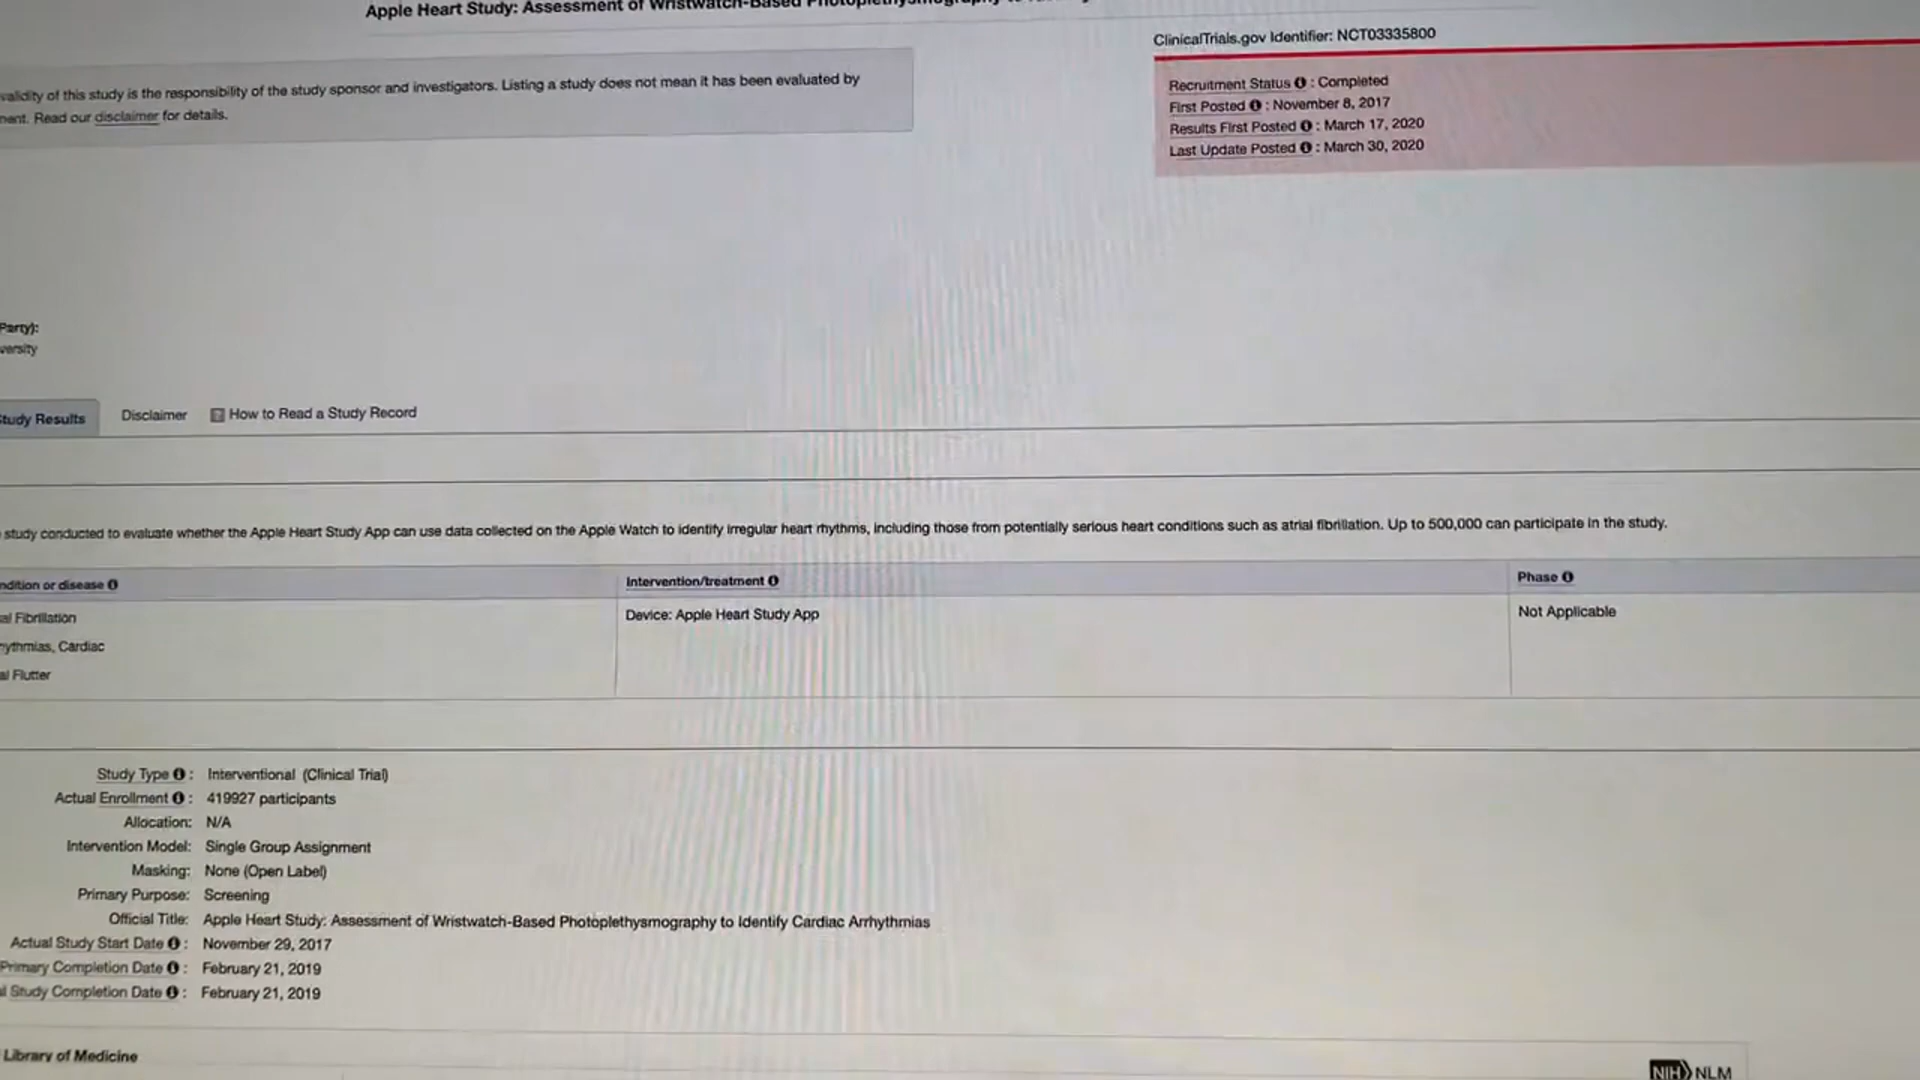 Apple Heart Study: Assessment of Wristwatch-Based
ClinicalTrials.gov Identifier: NCT03335800
validity of this study is the responsibility of the study sponsor and investigators. Listing a study does not mean it has been evaluated by
ment. Read our disclaimer for details.
Recruitment Status : Completed
First Posted : November 8, 2017
Results First Posted : March 17, 2020
Last Update Posted : March 30, 2020
Party):
versity
Study Results
Disclaimer
? How to Read a Study Record
study conducted to evaluate whether the Apple Heart Study App can use data collected on the Apple Watch to identify irregular heart rhythms, including those from potentially serious heart conditions such as atrial fibrillation. Up to 500,000 can participate in the study.
ndition or disease
Intervention/treatment
Phase
al Fibrillation
Device: Apple Heart Study App
Not Applicable
hythmias, Cardiac
al Flutter
Study Type : Interventional (Clinical Trial)
Actual Enrollment : 419927 participants
Allocation: N/A
Intervention Model: Single Group Assignment
Masking: None (Open Label)
Primary Purpose: Screening
Official Title: Apple Heart Study: Assessment of Wristwatch-Based Photoplethysmography to Identify Cardiac Arrhythmias
Actual Study Start Date : November 29, 2017
Primary Completion Date : February 21, 2019
l Study Completion Date : February 21, 2019
Library of Medicine
NIH NLM